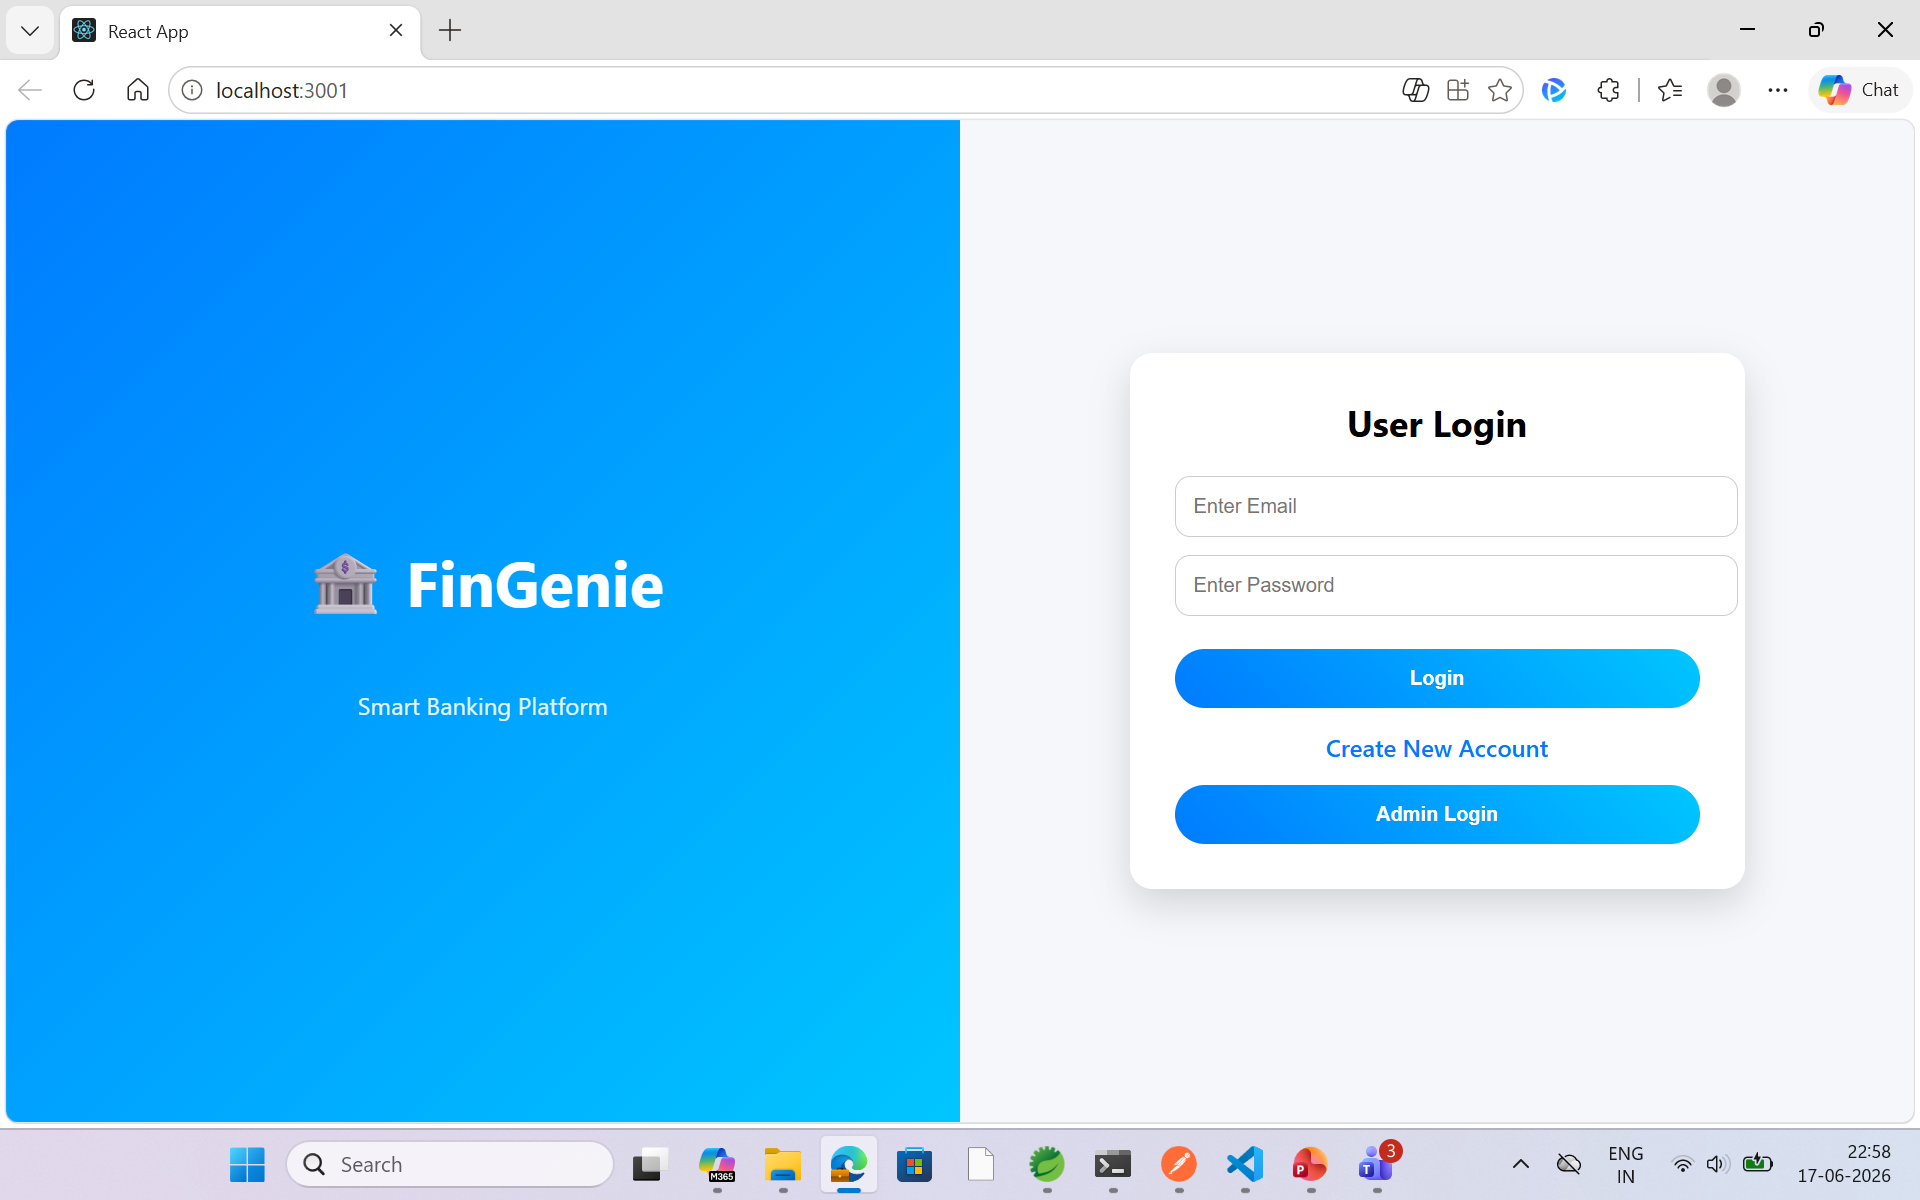 React App
localhost:3001
Chat
FinGenie
Smart Banking Platform
User Login
Enter Email
Enter Password
Login
Create New Account
Admin Login
Search
M365
P
T
3
ENG
IN
22:58
17-06-2026